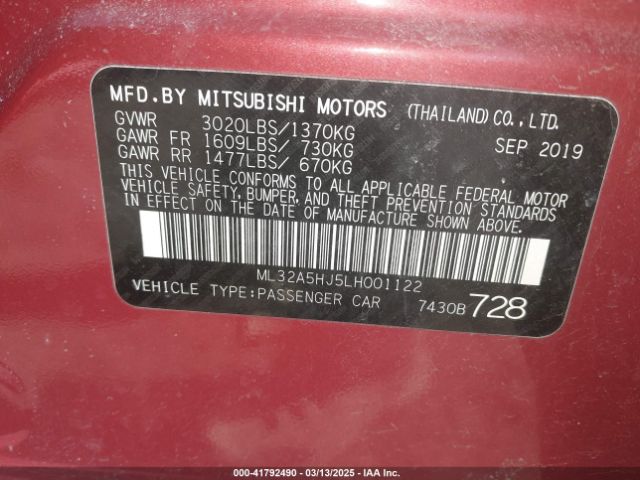 MFD.BY MITSUBISHI MOTORS (THAILAND) CO.,LTD.
GVWR 3020LBS/1370KG SEP 2019
GAWR FR 1609LBS/ 730KG
GAWR RR 1477LBS/ 670KG
THIS VEHICLE CONFORMS TO ALL APPLICABLE FEDERAL MOTOR
VEHICLE SAFETY, BUMPER, AND THEFT PREVENTION STANDARDS
IN EFFECT ON THE DATE OF MANUFACTURE SHOWN ABOVE.
ML32A5HJ5LH001122
VEHICLE TYPE:PASSENGER CAR 7430B 728
000-41792490 - 03/13/2025 - IAA Inc.